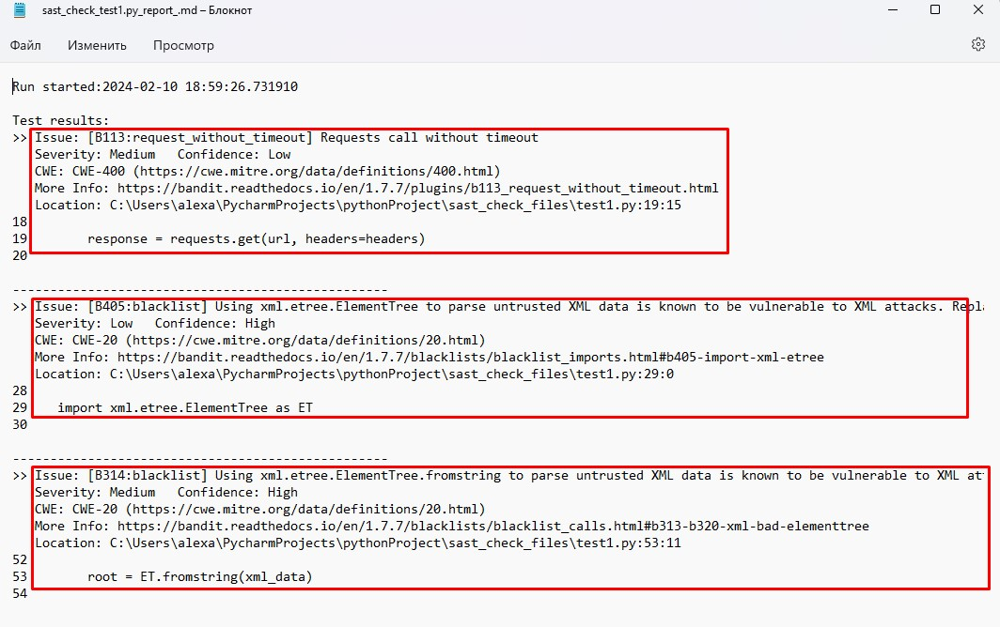 sast_check_test1.py_report_.md – Блокнот
Файл Изменить Просмотр
Run started:2024-02-10 18:59:26.731910
Test results:
>> Issue: [B113:request_without_timeout] Requests call without timeout
Severity: Medium Confidence: Low
CWE: CWE-400 (https://cwe.mitre.org/data/definitions/400.html)
More Info: https://bandit.readthedocs.io/en/1.7.7/plugins/b113_request_without_timeout.html
Location: C:\Users\alexa\PycharmProjects\pythonProject\sast_check_files\test1.py:19:15
18
19 response = requests.get(url, headers=headers)
20
--------------------------------------------------
>> Issue: [B405:blacklist] Using xml.etree.ElementTree to parse untrusted XML data is known to be vulnerable to XML attacks.
Severity: Low Confidence: High
CWE: CWE-20 (https://cwe.mitre.org/data/definitions/20.html)
More Info: https://bandit.readthedocs.io/en/1.7.7/blacklists/blacklist_imports.html#b405-import-xml-etree
Location: C:\Users\alexa\PycharmProjects\pythonProject\sast_check_files\test1.py:29:0
28
29 import xml.etree.ElementTree as ET
30
--------------------------------------------------
>> Issue: [B314:blacklist] Using xml.etree.ElementTree.fromstring to parse untrusted XML data is known to be vulnerable to XML
Severity: Medium Confidence: High
CWE: CWE-20 (https://cwe.mitre.org/data/definitions/20.html)
More Info: https://bandit.readthedocs.io/en/1.7.7/blacklists/blacklist_calls.html#b313-b320-xml-bad-elementtree
Location: C:\Users\alexa\PycharmProjects\pythonProject\sast_check_files\test1.py:53:11
52
53 root = ET.fromstring(xml_data)
54